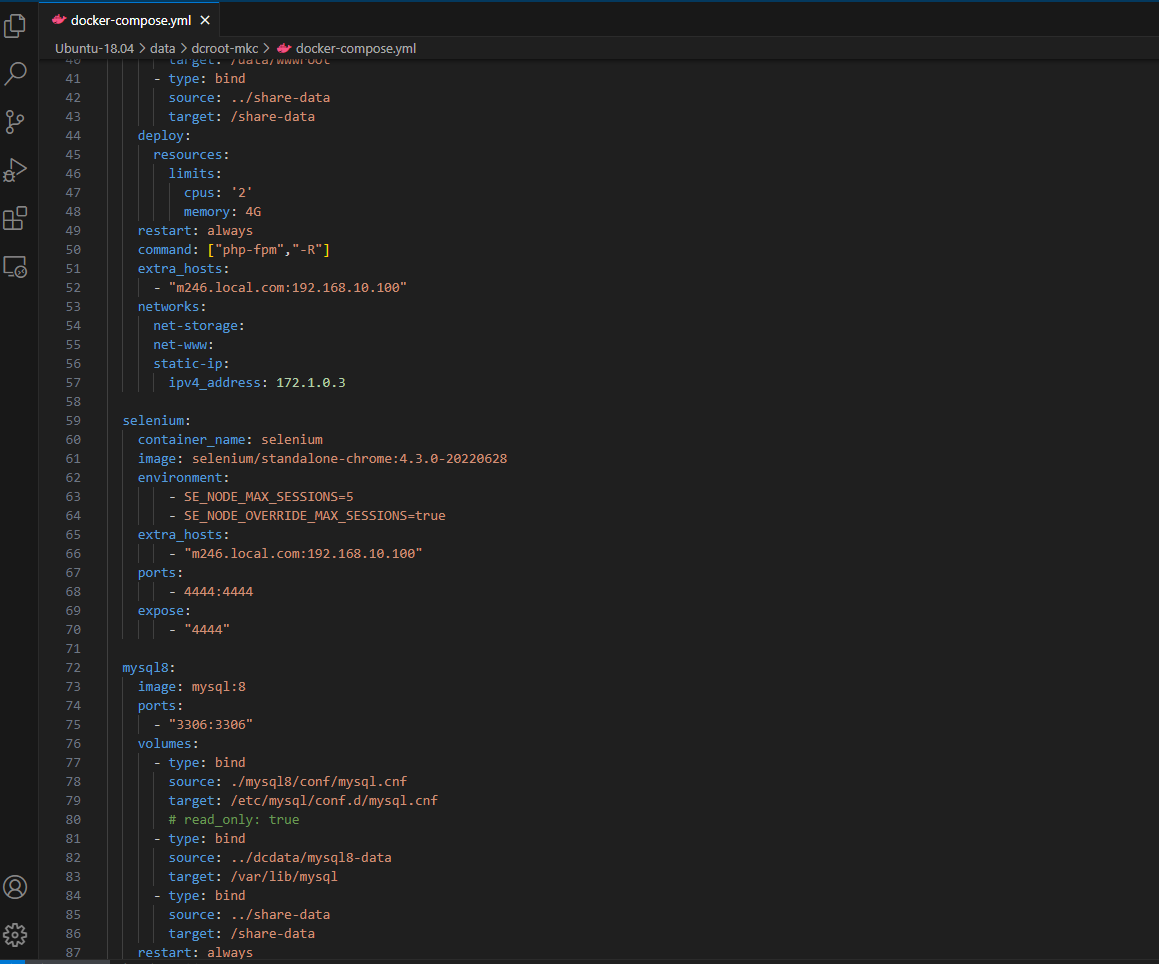 docker-compose.yml
Ubuntu-18.04 > data > dcroot-mkc > docker-compose.yml
40 target: /data/wwwroot
41 - type: bind
42 source: ../share-data
43 target: /share-data
44 deploy:
45 resources:
46 limits:
47 cpus: '2'
48 memory: 4G
49 restart: always
50 command: ["php-fpm","-R"]
51 extra_hosts:
52 - "m246.local.com:192.168.10.100"
53 networks:
54 net-storage:
55 net-www:
56 static-ip:
57 ipv4_address: 172.1.0.3
58
59 selenium:
60 container_name: selenium
61 image: selenium/standalone-chrome:4.3.0-20220628
62 environment:
63 - SE_NODE_MAX_SESSIONS=5
64 - SE_NODE_OVERRIDE_MAX_SESSIONS=true
65 extra_hosts:
66 - "m246.local.com:192.168.10.100"
67 ports:
68 - 4444:4444
69 expose:
70 - "4444"
71
72 mysql8:
73 image: mysql:8
74 ports:
75 - "3306:3306"
76 volumes:
77 - type: bind
78 source: ./mysql8/conf/mysql.cnf
79 target: /etc/mysql/conf.d/mysql.cnf
80 # read_only: true
81 - type: bind
82 source: ../dcdata/mysql8-data
83 target: /var/lib/mysql
84 - type: bind
85 source: ../share-data
86 target: /share-data
87 restart: always